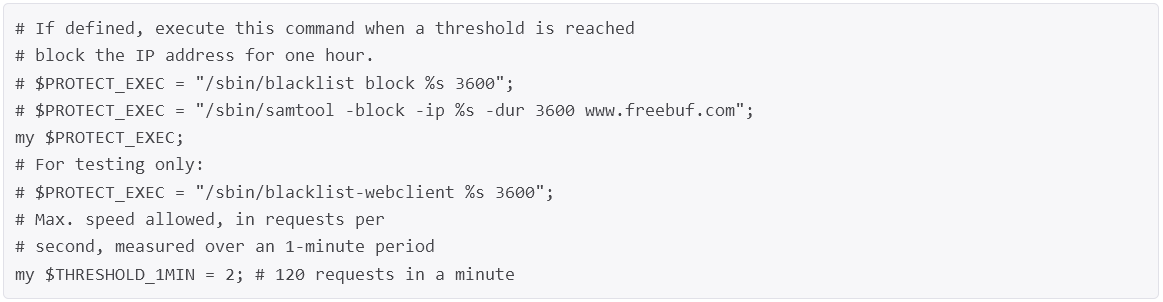 # If defined, execute this command when a threshold is reached
# block the IP address for one hour.
# $PROTECT_EXEC = "/sbin/blacklist block %s 3600";
# $PROTECT_EXEC = "/sbin/samtool -block -ip %s -dur 3600 www.freebuf.com";
my $PROTECT_EXEC;
# For testing only:
# $PROTECT_EXEC = "/sbin/blacklist-webclient %s 3600";
# Max. speed allowed, in requests per
# second, measured over an 1-minute period
my $THRESHOLD_1MIN = 2; # 120 requests in a minute